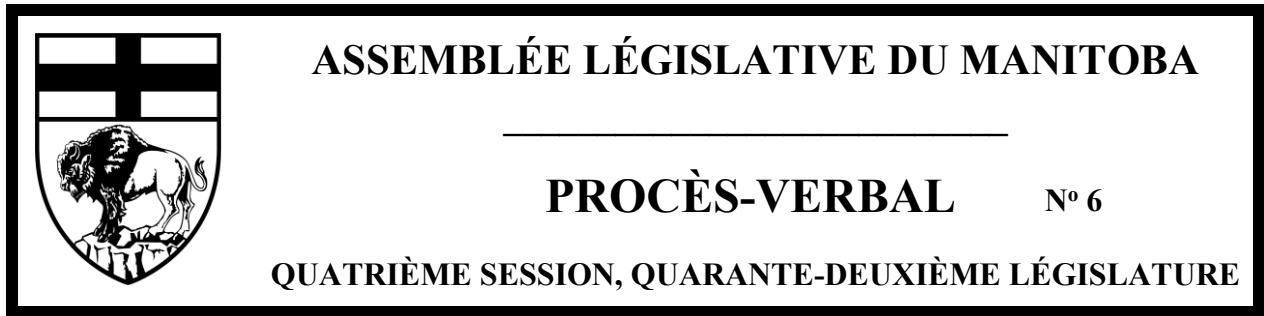 ASSEMBLÉE LÉGISLATIVE DU MANITOBA
PROCÈS-VERBAL Nº 6
QUATRIÈME SESSION, QUARANTE-DEUXIÈME LÉGISLATURE